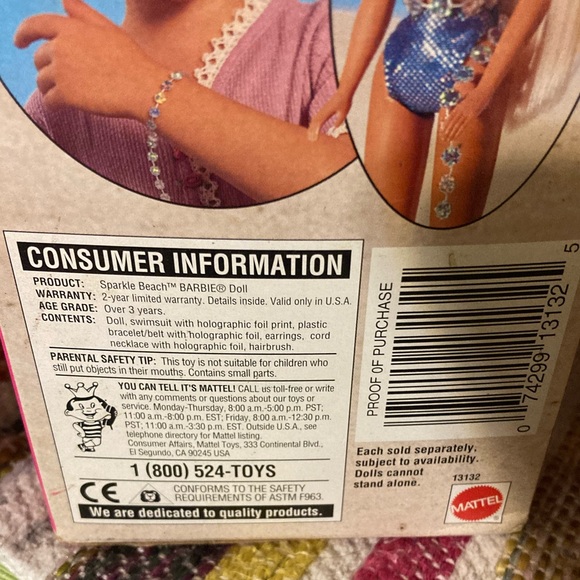 CONSUMER INFORMATION
PRODUCT: Sparkle Beach™ BARBIE® Doll
WARRANTY: 2-year limited warranty. Details inside. Valid only in U.S.A.
AGE GRADE: Over 3 years.
CONTENTS: Doll, swimsuit with holographic foil print, plastic
bracelet/belt with holographic foil, earrings, cord
necklace with holographic foil, hairbrush.
PARENTAL SAFETY TIP: This toy is not suitable for children who
still put objects in their mouths. Contains small parts.
YOU CAN TELL IT'S MATTEL! CALL us toll-free or write
with any comments or questions about our toys or
service. Monday-Thursday, 8:00 a.m.-5:00 p.m. PST;
11:00 a.m.-8:00 p.m. EST; Friday, 8:00 a.m.-12:30 p.m.
PST; 11:00 a.m.-3:30 p.m. EST. Outside U.S.A., see
telephone directory for Mattel listing.
Consumer Affairs, Mattel Toys, 333 Continental Blvd.,
El Segundo, CA 90245 USA
1 (800) 524-TOYS
CE
CONFORMS TO THE SAFETY
REQUIREMENTS OF ASTM F963.
We are dedicated to quality products.
PROOF OF PURCHASE
0 74299 13132 5
Each sold separately,
subject to availability.
Dolls cannot
stand alone.
13132
MATTEL®